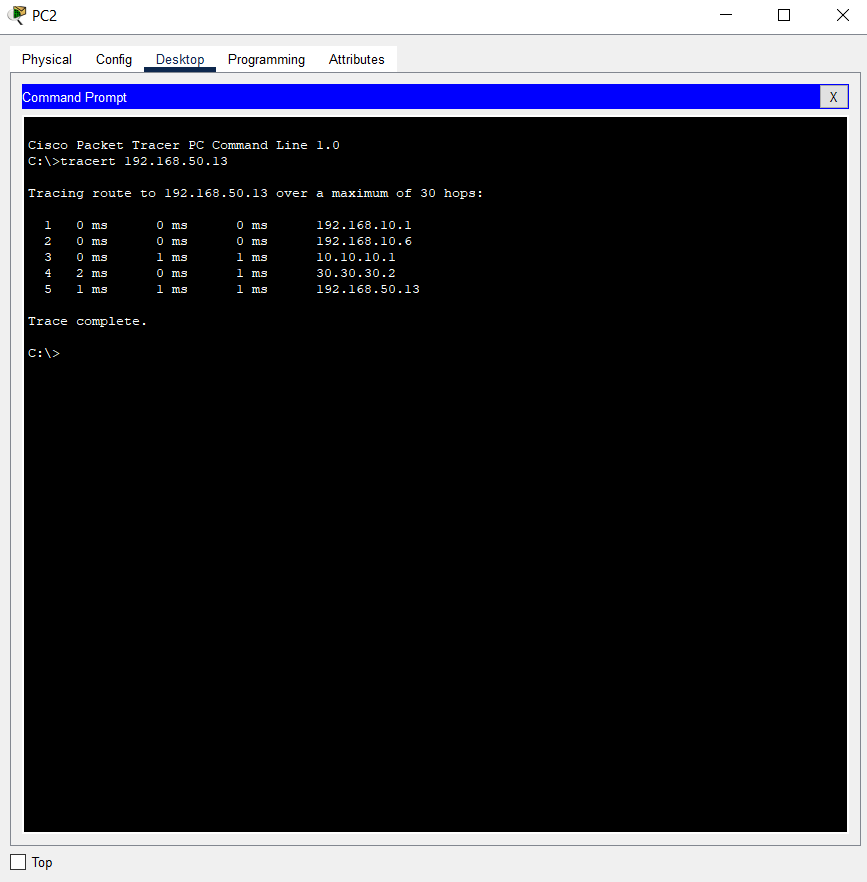 PC2
Physical Config Desktop Programming Attributes
Command Prompt X
Cisco Packet Tracer PC Command Line 1.0
C:\>tracert 192.168.50.13
Tracing route to 192.168.50.13 over a maximum of 30 hops:
1 0 ms 0 ms 0 ms 192.168.10.1
2 0 ms 0 ms 0 ms 192.168.10.6
3 0 ms 1 ms 1 ms 10.10.10.1
4 2 ms 0 ms 1 ms 30.30.30.2
5 1 ms 1 ms 1 ms 192.168.50.13
Trace complete.
C:\>
Top